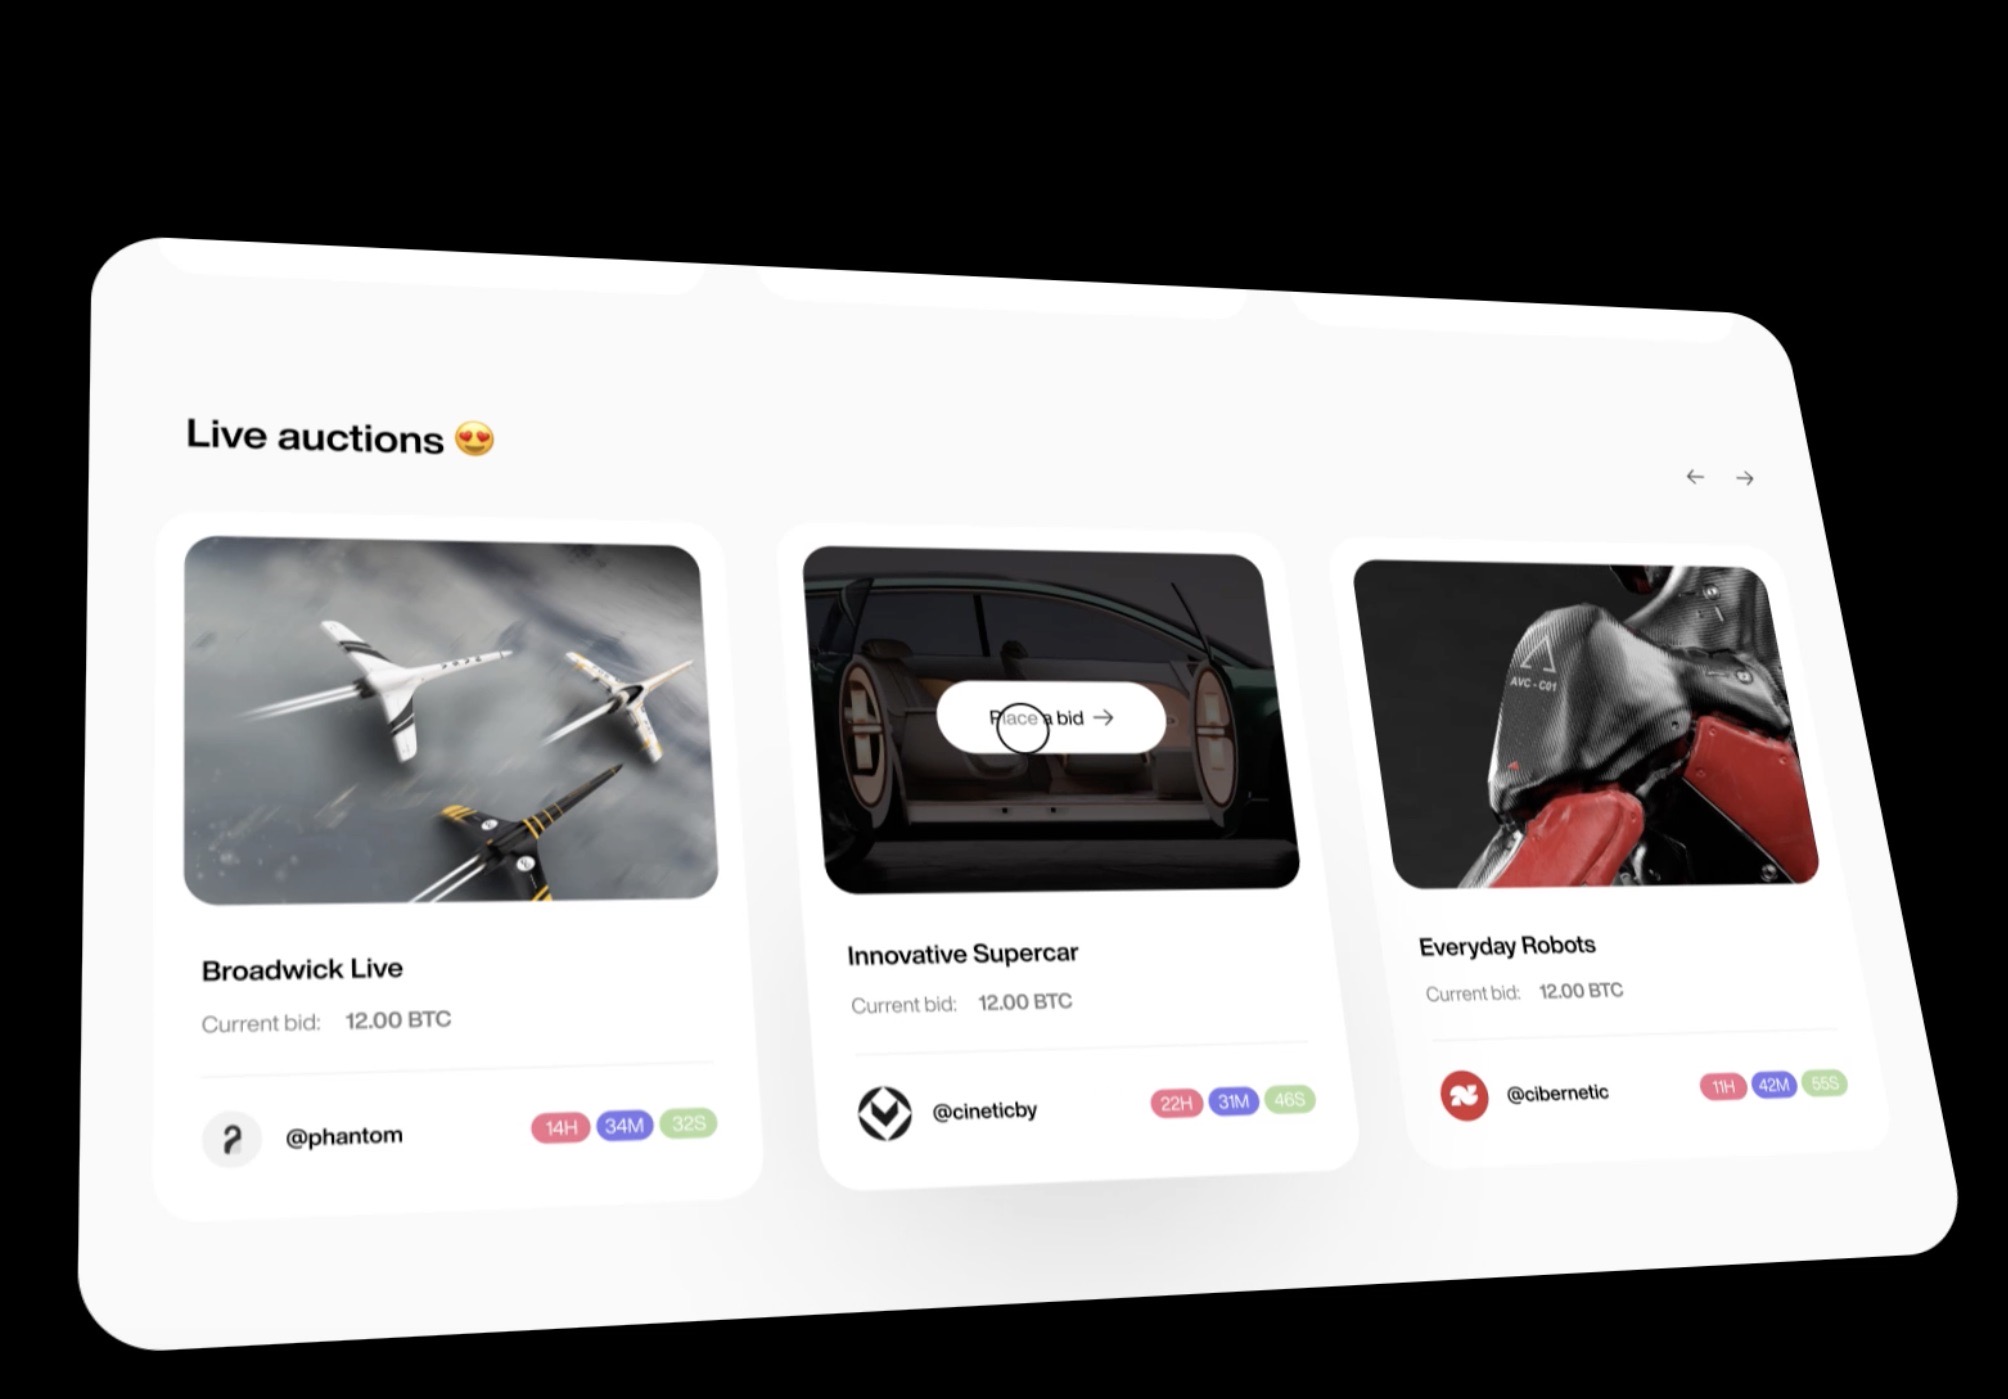 Live auctions 😍
← →
Place a bid →
AVC - C01
Broadwick Live
Current bid: 12.00 BTC
@phantom 14H 34M 32S
Innovative Supercar
Current bid: 12.00 BTC
@cineticby 22H 31M 46S
Everyday Robots
Current bid: 12.00 BTC
@cibernetic 11H 42M 55S